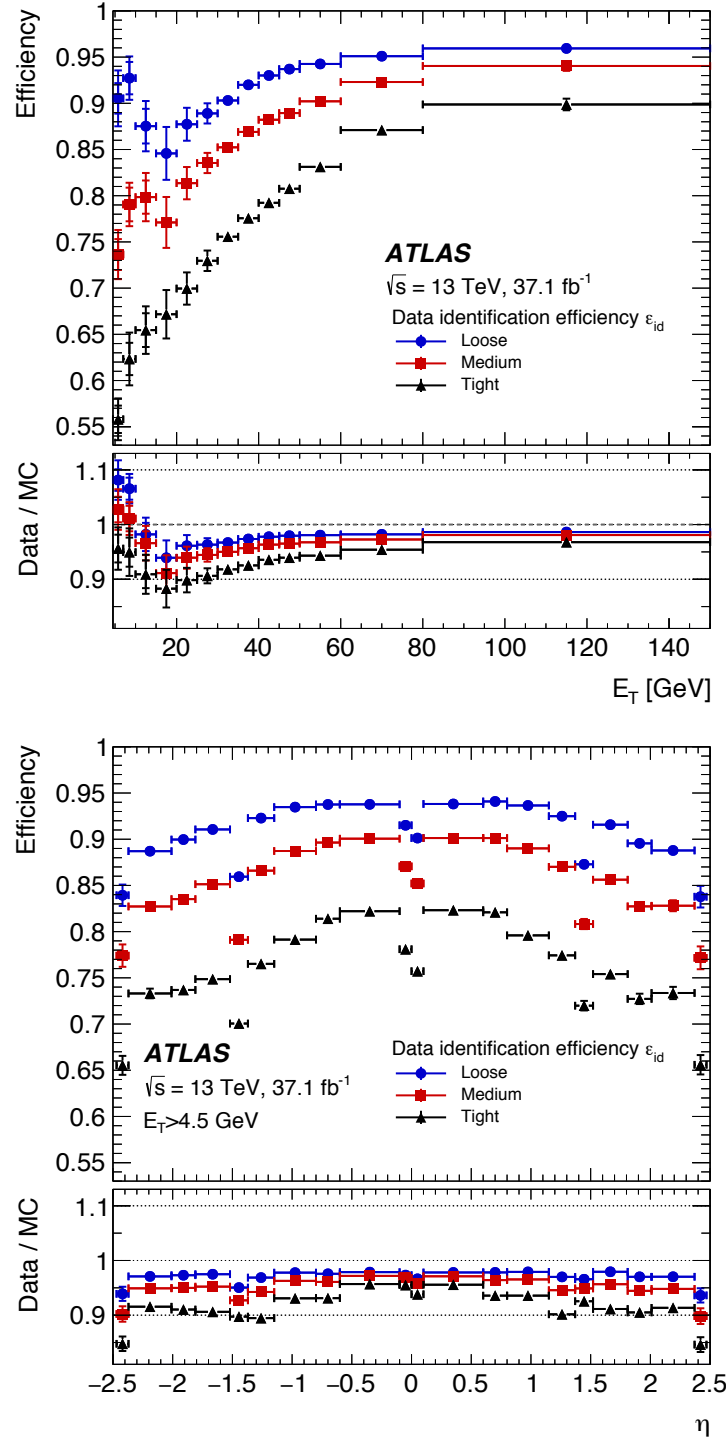 Efficiency
1
0.95
0.9
0.85
0.8
0.75
0.7
0.65
0.6
0.55
ATLAS
√s = 13 TeV, 37.1 fb⁻¹
Data identification efficiency ε_id
Loose
Medium
Tight
Data / MC
1.1
1
0.9
20 40 60 80 100 120 140
E_T [GeV]
Efficiency
1
0.95
0.9
0.85
0.8
0.75
0.7
0.65
0.6
0.55
ATLAS
√s = 13 TeV, 37.1 fb⁻¹
E_T>4.5 GeV
Data identification efficiency ε_id
Loose
Medium
Tight
Data / MC
1.1
1
0.9
−2.5 −2 −1.5 −1 −0.5 0 0.5 1 1.5 2 2.5
η